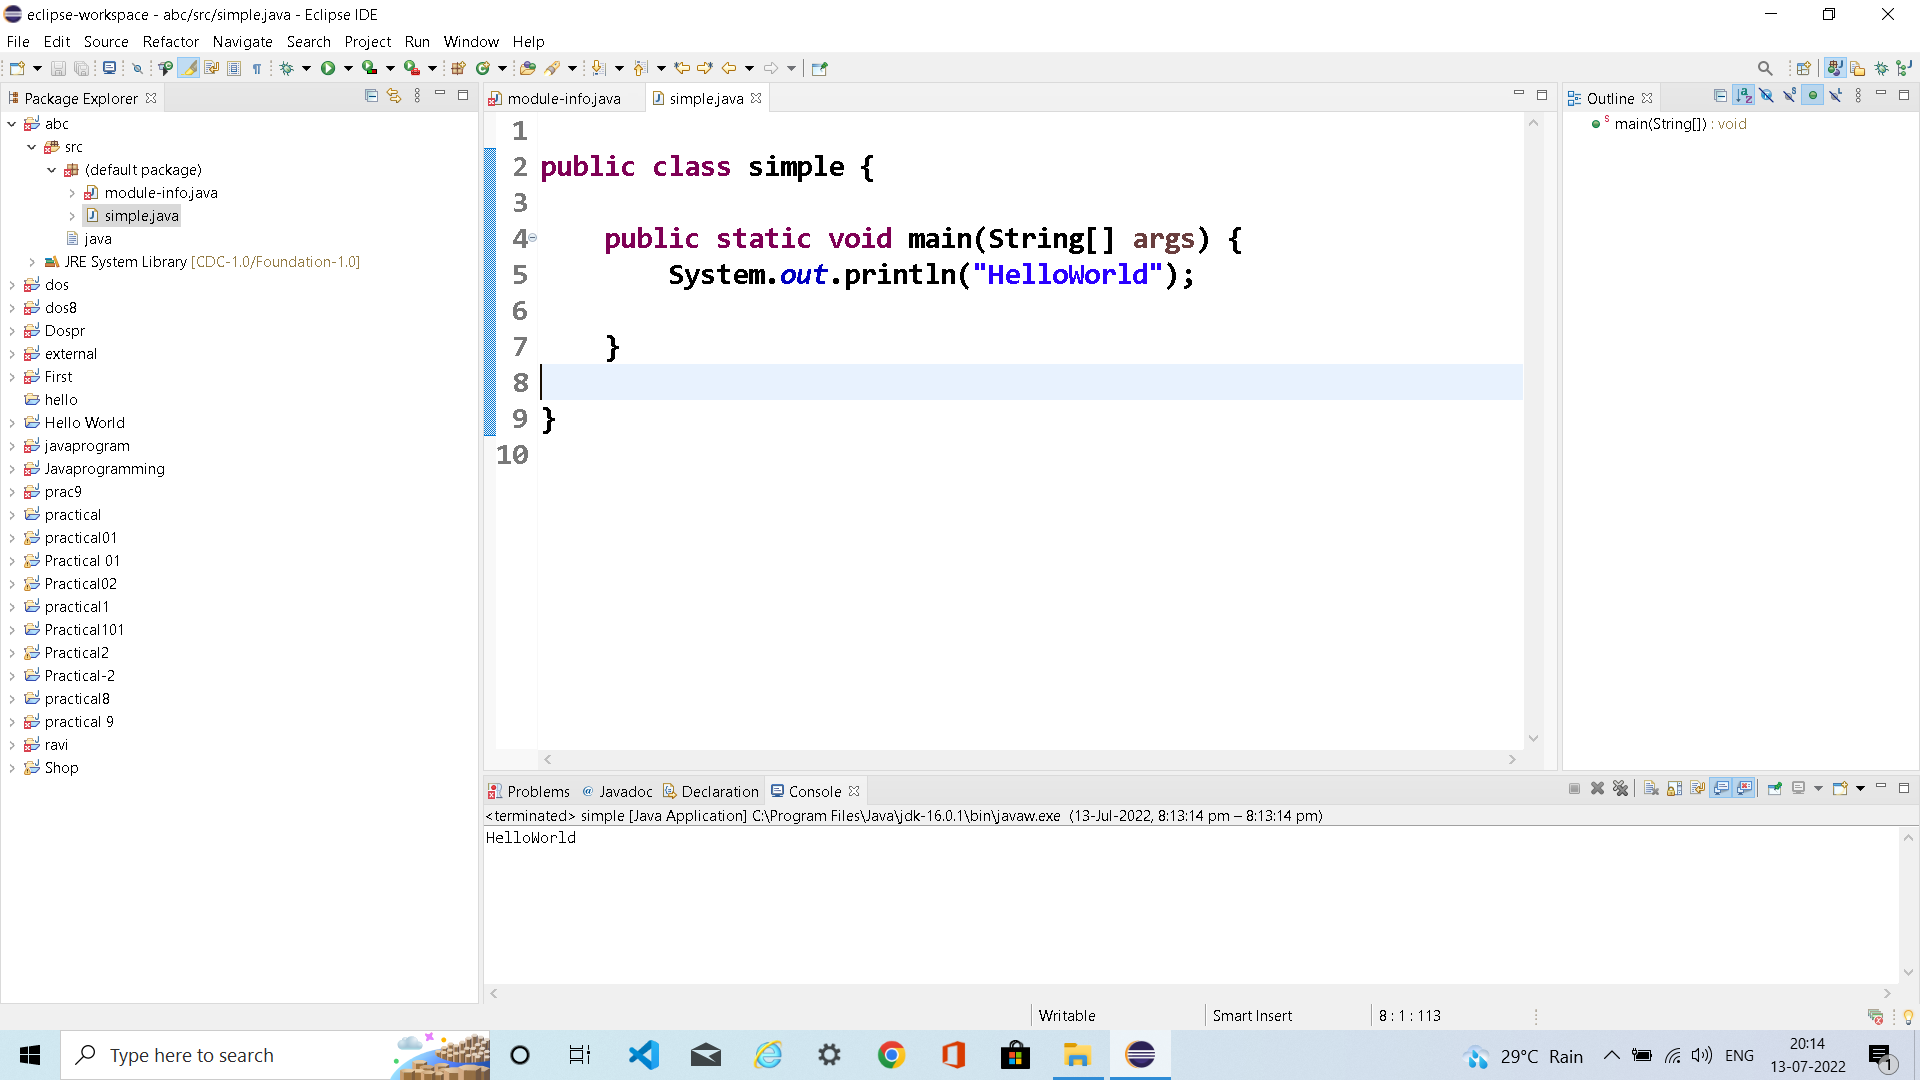 eclipse-workspace - abc/src/simple.java - Eclipse IDE
File Edit Source Refactor Navigate Search Project Run Window Help
Package Explorer
abc
src
(default package)
module-info.java
simple.java
java
JRE System Library [CDC-1.0/Foundation-1.0]
dos
dos8
Dospr
external
First
hello
Hello World
javaprogram
Javaprogramming
prac9
practical
practical01
Practical 01
Practical02
practical1
Practical101
Practical2
Practical-2
practical8
practical 9
ravi
Shop
module-info.java simple.java
1
2 public class simple {
3
4 public static void main(String[] args) {
5 System.out.println("HelloWorld");
6
7 }
8
9 }
10
Outline
main(String[]) : void
Problems @ Javadoc Declaration Console
<terminated> simple [Java Application] C:\Program Files\Java\jdk-16.0.1\bin\javaw.exe (13-Jul-2022, 8:13:14 pm – 8:13:14 pm)
HelloWorld
Writable Smart Insert 8 : 1 : 113
Type here to search
29°C Rain ENG
20:14
13-07-2022
1